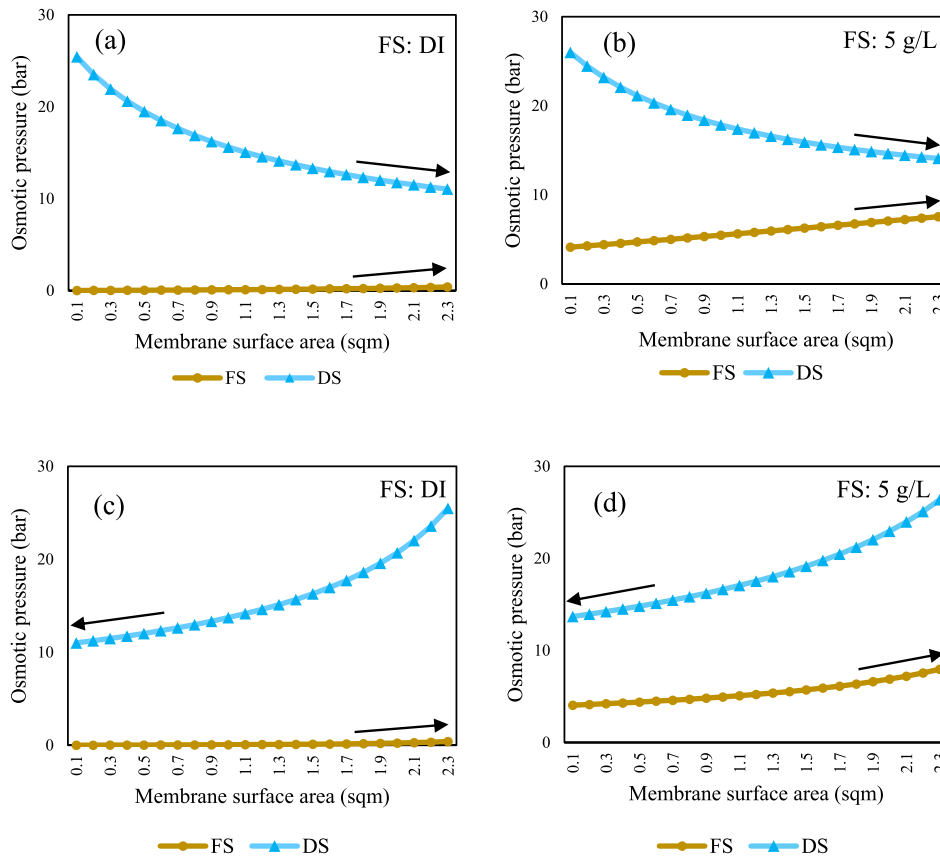 (a)
FS: DI
Osmotic pressure (bar)
30
20
10
0
0.1 0.3 0.5 0.7 0.9 1.1 1.3 1.5 1.7 1.9 2.1 2.3
Membrane surface area (sqm)
FS DS
(b)
FS: 5 g/L
Osmotic pressure (bar)
30
20
10
0
0.1 0.3 0.5 0.7 0.9 1.1 1.3 1.5 1.7 1.9 2.1 2.3
Membrane surface area (sqm)
FS DS
(c)
FS: DI
Osmotic pressure (bar)
30
20
10
0
0.1 0.3 0.5 0.7 0.9 1.1 1.3 1.5 1.7 1.9 2.1 2.3
Membrane surface area (sqm)
FS DS
(d)
FS: 5 g/L
Osmotic pressure (bar)
30
20
10
0
0.1 0.3 0.5 0.7 0.9 1.1 1.3 1.5 1.7 1.9 2.1 2.3
Membrane surface area (sqm)
FS DS